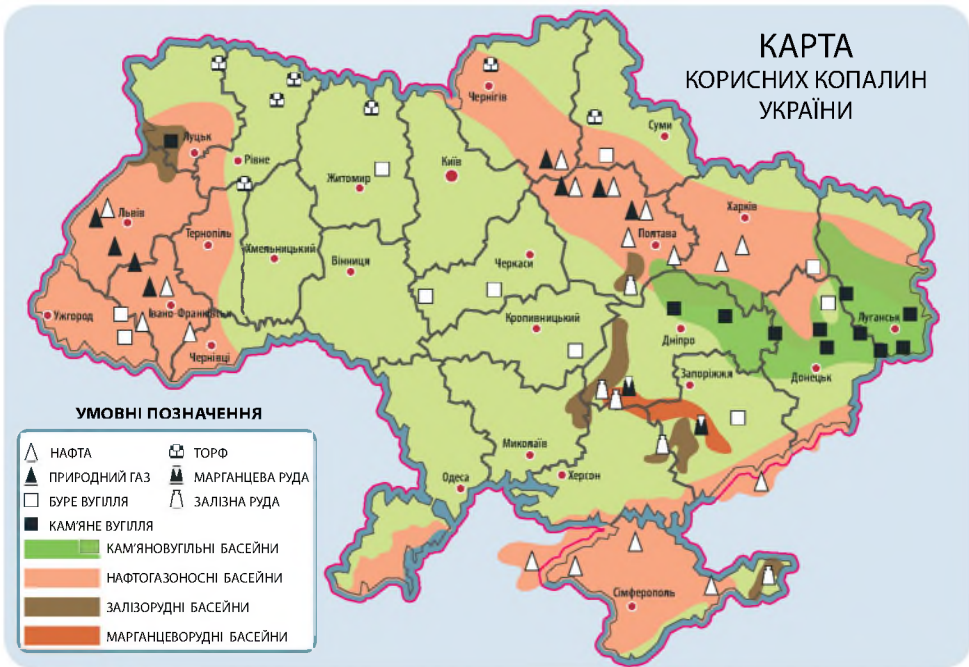 КАРТА
КОРИСНИХ КОПАЛИН
УКРАЇНИ
Чернігів
Суми
Луцьк
Рівне
Житомир
Київ
Львів
Тернопіль
Хмельницький
Вінниця
Черкаси
Полтава
Харків
Ужгород
Івано-Франківськ
Чернівці
Кропивницький
Дніпро
Луганськ
Запоріжжя
Донецьк
Миколаїв
Одеса
Херсон
Сімферополь
УМОВНІ ПОЗНАЧЕННЯ
НАФТА
ПРИРОДНИЙ ГАЗ
БУРЕ ВУГІЛЛЯ
КАМ'ЯНЕ ВУГІЛЛЯ
ТОРФ
МАРГАНЦЕВА РУДА
ЗАЛІЗНА РУДА
КАМ'ЯНОВУГІЛЬНІ БАСЕЙНИ
НАФТОГАЗОНОСНІ БАСЕЙНИ
ЗАЛІЗОРУДНІ БАСЕЙНИ
МАРГАНЦЕВОРУДНІ БАСЕЙНИ